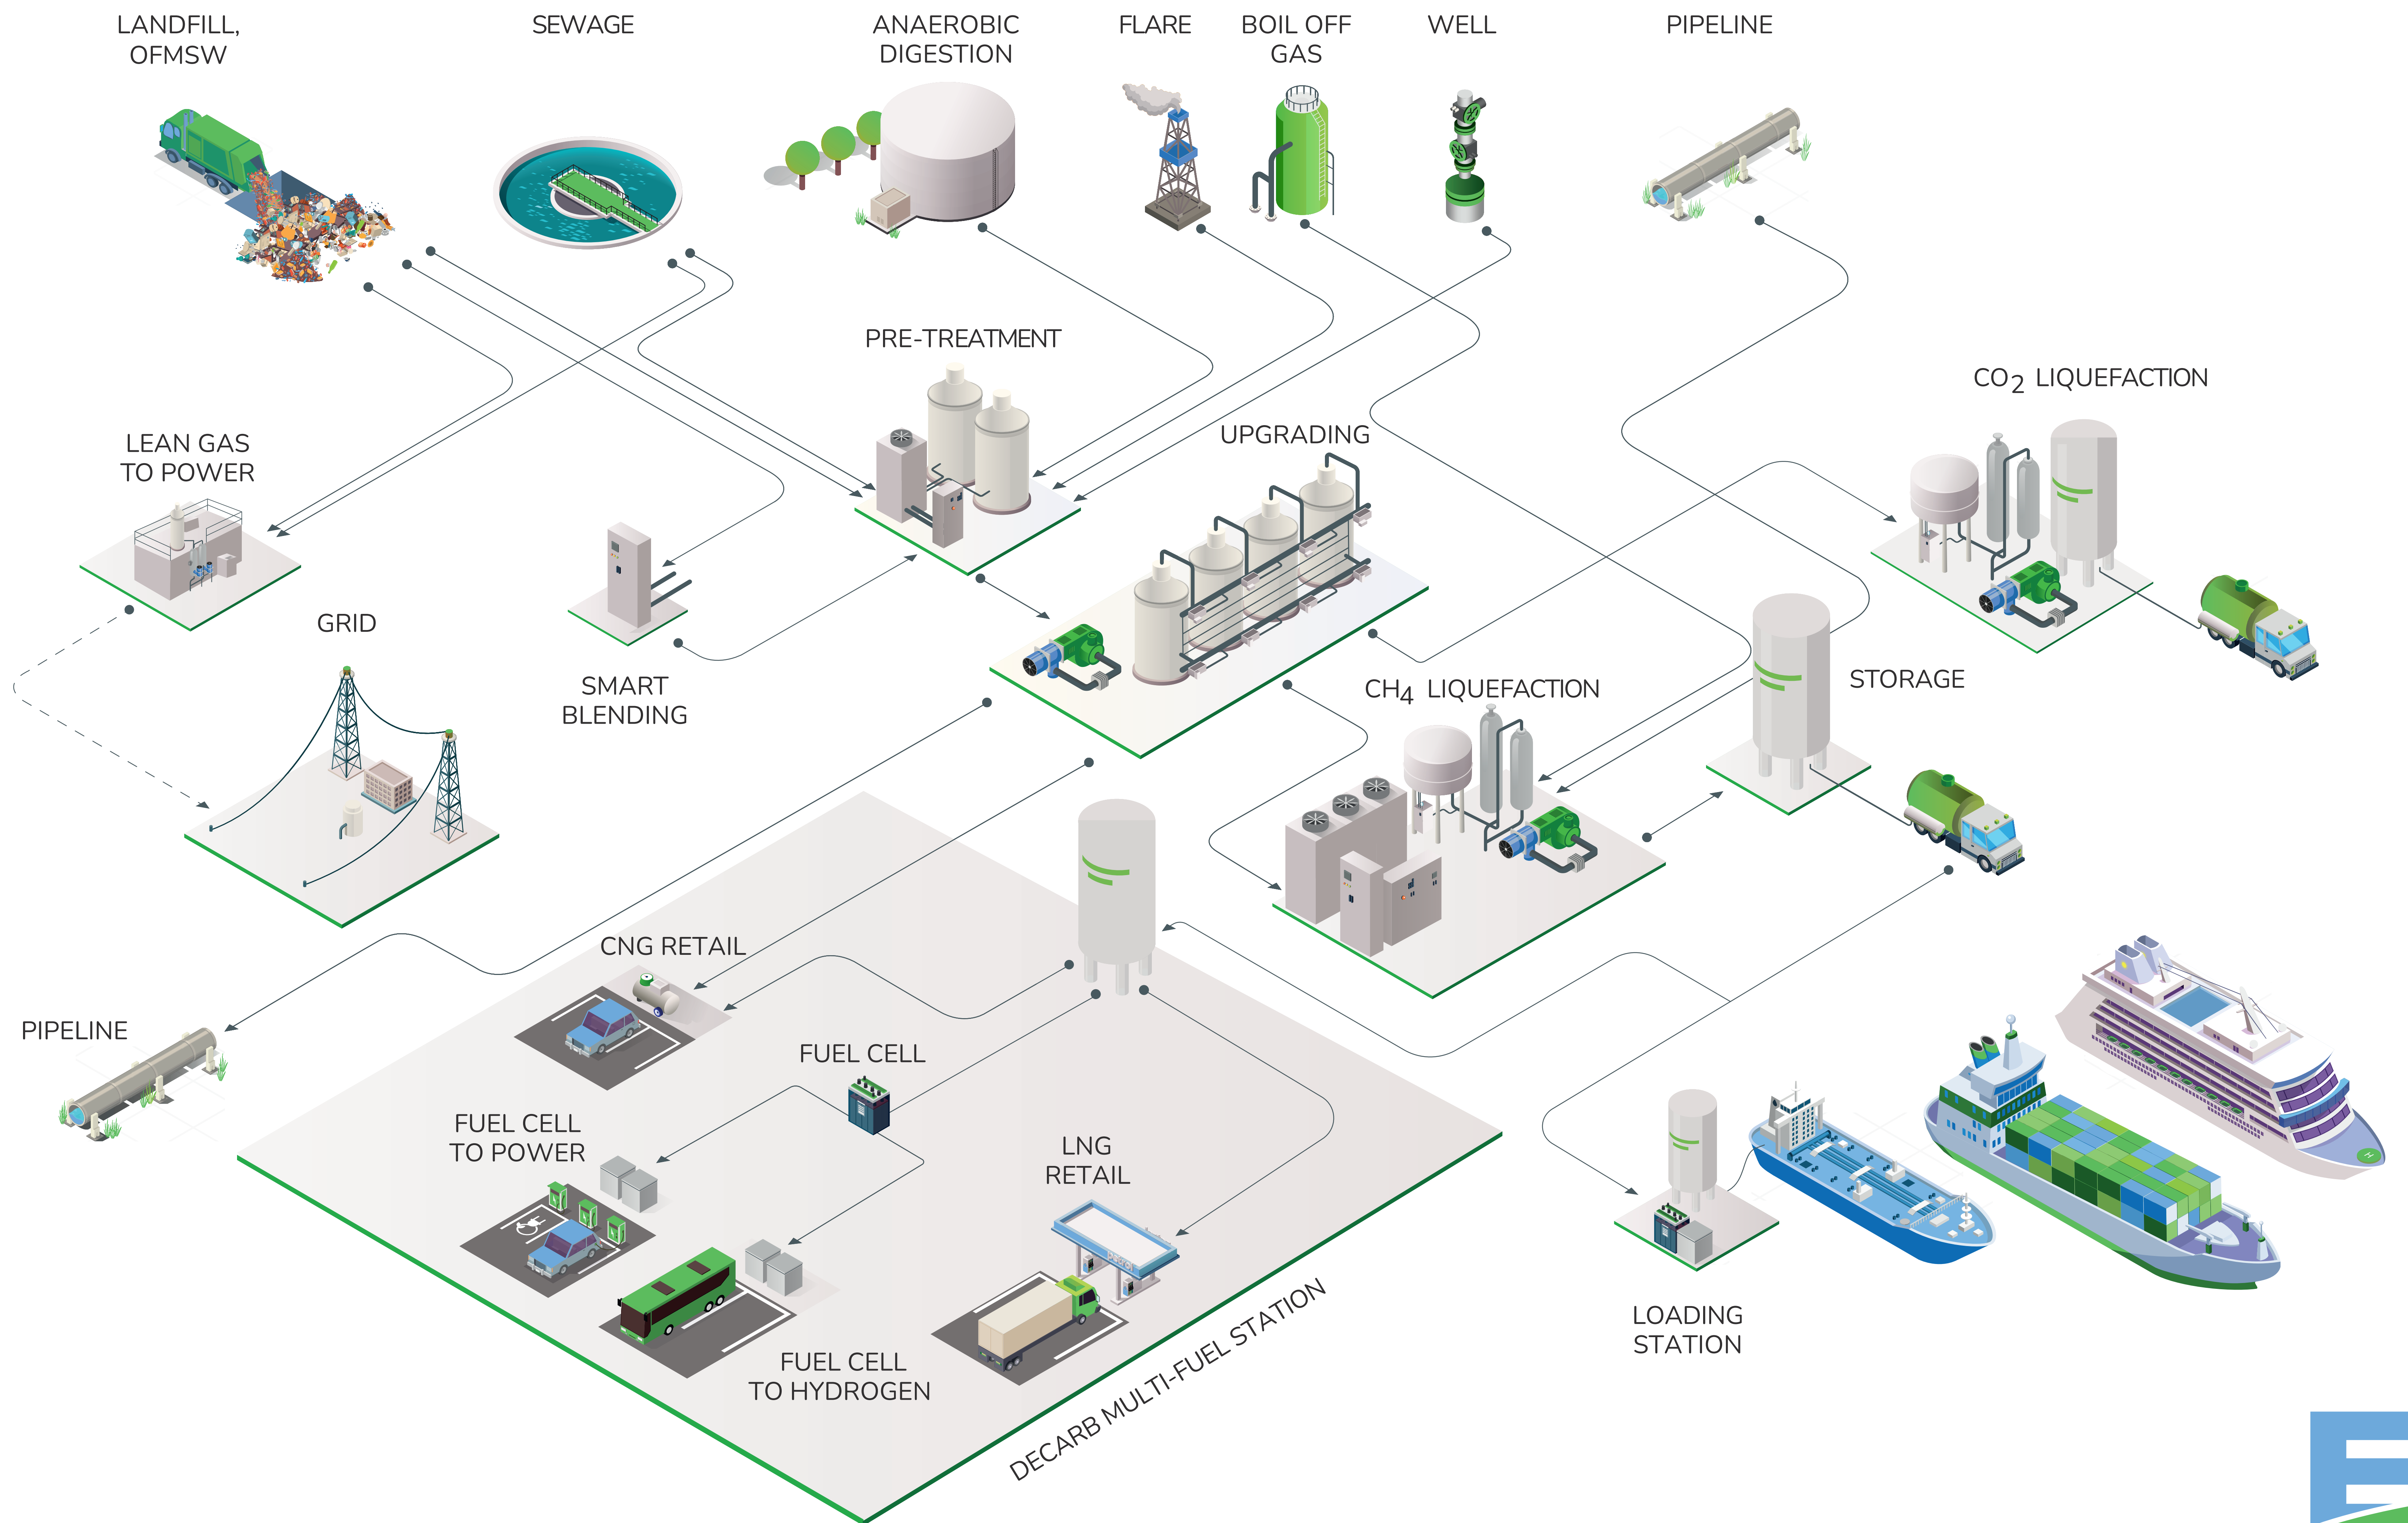 LANDFILL,
OFMSW
SEWAGE
ANAEROBIC
DIGESTION
FLARE
BOIL OFF
GAS
WELL
PIPELINE
PRE-TREATMENT
CO2 LIQUEFACTION
UPGRADING
LEAN GAS
TO POWER
GRID
SMART
BLENDING
CH4 LIQUEFACTION
STORAGE
CNG RETAIL
PIPELINE
FUEL CELL
FUEL CELL
TO POWER
LNG
RETAIL
FUEL CELL
TO HYDROGEN
DECARB MULTI-FUEL STATION
LOADING
STATION
H
E